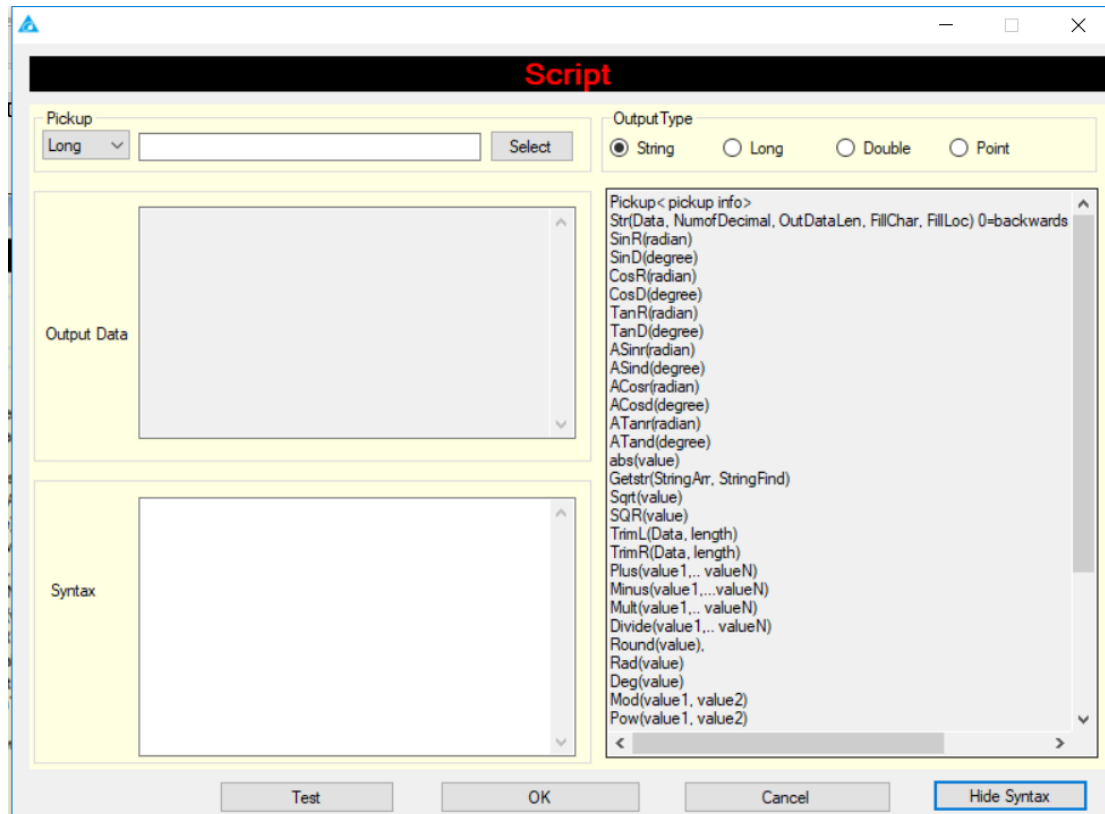 Script
Pickup
Long
Select
OutputType
String
Long
Double
Point
Output Data
Syntax
Pickup< pickup info>
Str(Data, NumofDecimal, OutDataLen, FillChar, FillLoc) 0=backwards
SinR(radian)
SinD(degree)
CosR(radian)
CosD(degree)
TanR(radian)
TanD(degree)
ASinr(radian)
ASind(degree)
ACosr(radian)
ACosd(degree)
ATanr(radian)
ATand(degree)
abs(value)
Getstr(StringArr, StringFind)
Sqrt(value)
SQR(value)
TrimL(Data, length)
TrimR(Data, length)
Plus(value1,.. valueN)
Minus(value1,...valueN)
Mult(value1,.. valueN)
Divide(value1,.. valueN)
Round(value),
Rad(value)
Deg(value)
Mod(value1, value2)
Pow(value1, value2)
Test
OK
Cancel
Hide Syntax